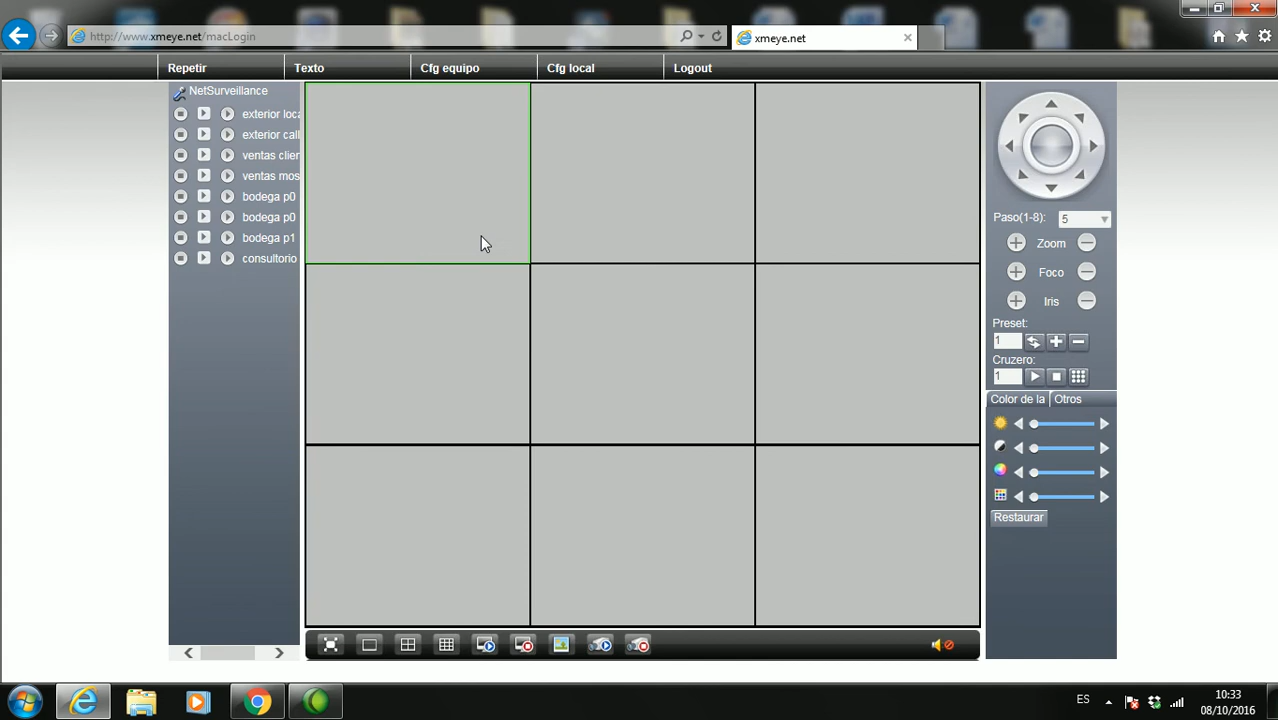 http://www.xmeye.net/macLogin
xmeye.net
Repetir
Texto
Cfg equipo
Cfg local
Logout
NetSurveillance
exterior loca
exterior call
ventas clien
ventas mos
bodega p0
bodega p0
bodega p1
consultorio
Paso(1-8):
5
Zoom
Foco
Iris
Preset:
1
Cruzero:
1
Color de la
Otros
Restaurar
ES
10:33
08/10/2016